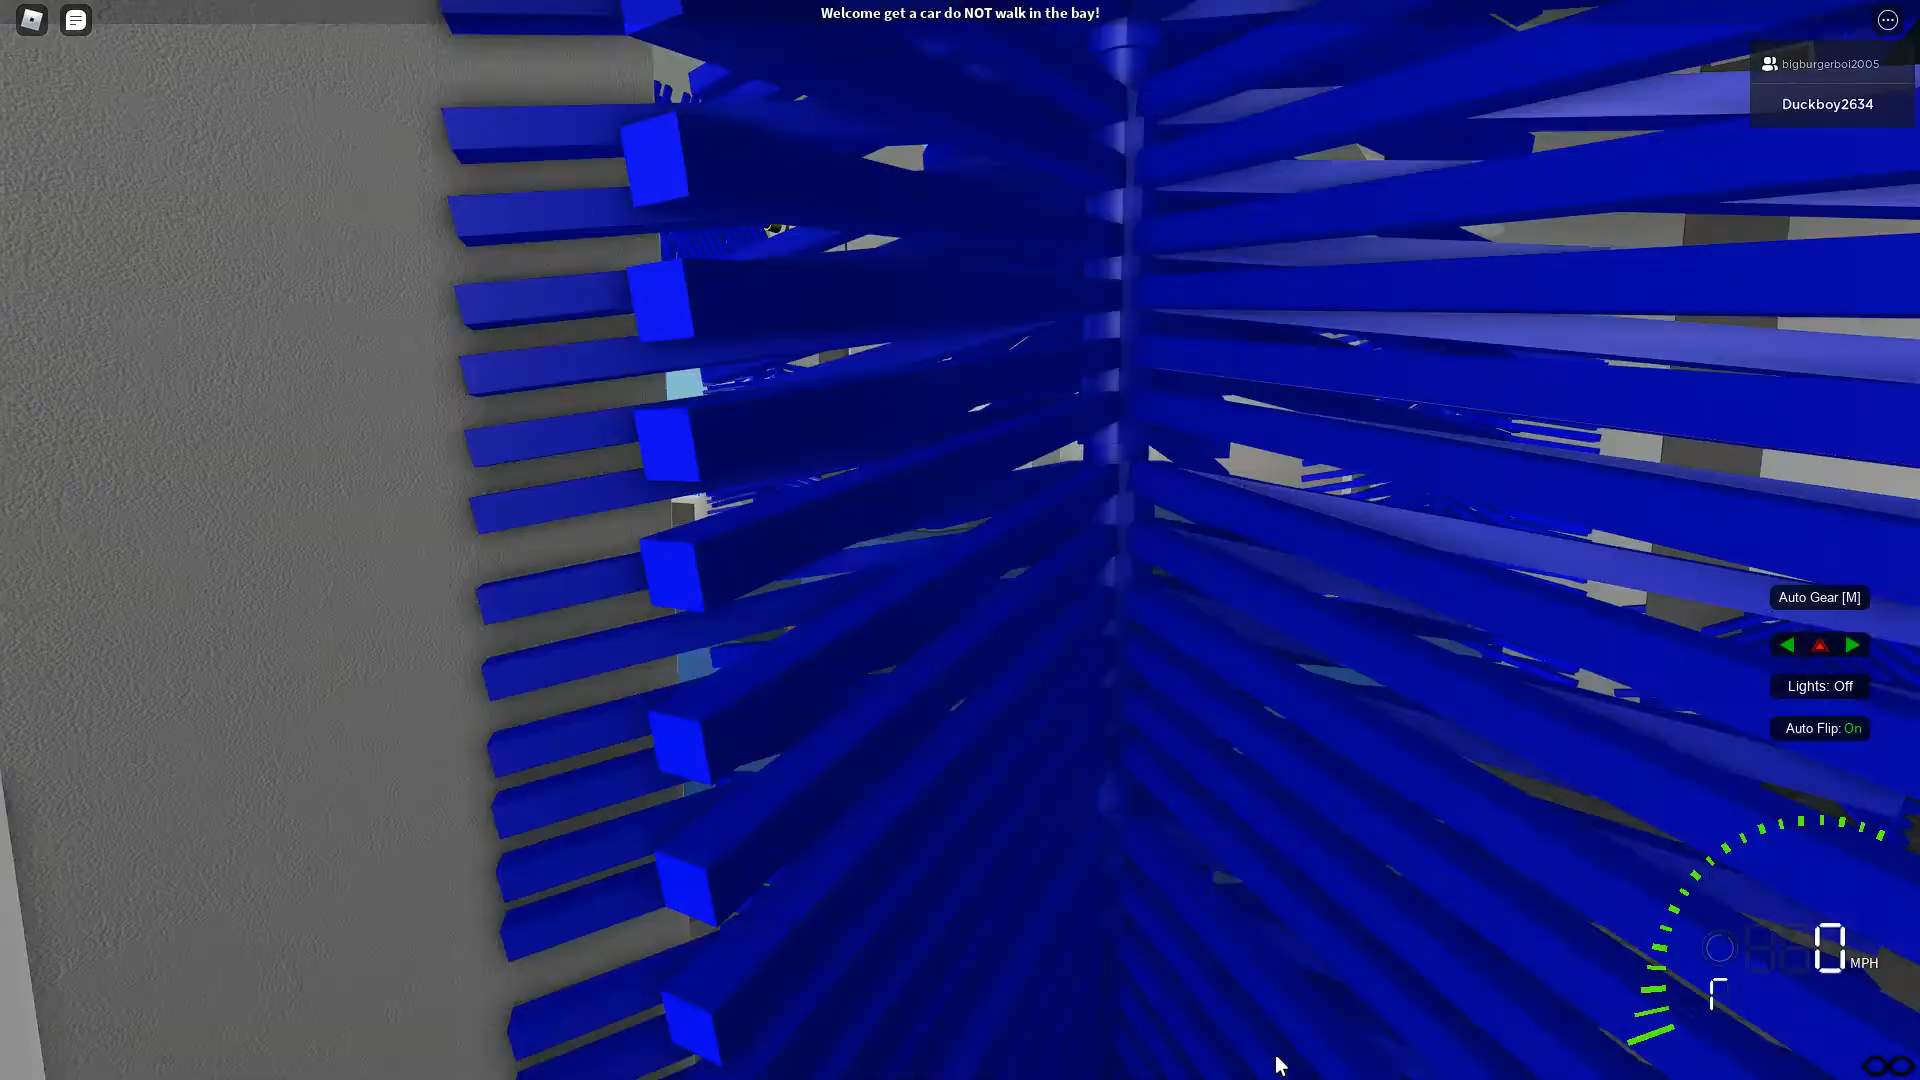 Welcome get a car do NOT walk in the bay!
bigburgerboi2005
Duckboy2634
Auto Gear [M]
Lights: Off
Auto Flip: On
0 MPH
r